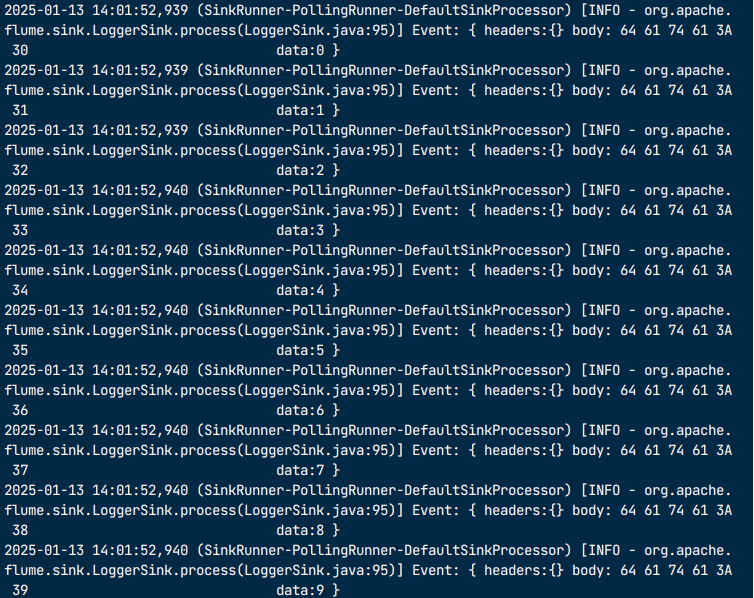 2025-01-13 14:01:52,939 (SinkRunner-PollingRunner-DefaultSinkProcessor) [INFO - org.apache.
flume.sink.LoggerSink.process(LoggerSink.java:95)] Event: { headers:{} body: 64 61 74 61 3A
30                               data:0 }
2025-01-13 14:01:52,939 (SinkRunner-PollingRunner-DefaultSinkProcessor) [INFO - org.apache.
flume.sink.LoggerSink.process(LoggerSink.java:95)] Event: { headers:{} body: 64 61 74 61 3A
31                               data:1 }
2025-01-13 14:01:52,939 (SinkRunner-PollingRunner-DefaultSinkProcessor) [INFO - org.apache.
flume.sink.LoggerSink.process(LoggerSink.java:95)] Event: { headers:{} body: 64 61 74 61 3A
32                               data:2 }
2025-01-13 14:01:52,940 (SinkRunner-PollingRunner-DefaultSinkProcessor) [INFO - org.apache.
flume.sink.LoggerSink.process(LoggerSink.java:95)] Event: { headers:{} body: 64 61 74 61 3A
33                               data:3 }
2025-01-13 14:01:52,940 (SinkRunner-PollingRunner-DefaultSinkProcessor) [INFO - org.apache.
flume.sink.LoggerSink.process(LoggerSink.java:95)] Event: { headers:{} body: 64 61 74 61 3A
34                               data:4 }
2025-01-13 14:01:52,940 (SinkRunner-PollingRunner-DefaultSinkProcessor) [INFO - org.apache.
flume.sink.LoggerSink.process(LoggerSink.java:95)] Event: { headers:{} body: 64 61 74 61 3A
35                               data:5 }
2025-01-13 14:01:52,940 (SinkRunner-PollingRunner-DefaultSinkProcessor) [INFO - org.apache.
flume.sink.LoggerSink.process(LoggerSink.java:95)] Event: { headers:{} body: 64 61 74 61 3A
36                               data:6 }
2025-01-13 14:01:52,940 (SinkRunner-PollingRunner-DefaultSinkProcessor) [INFO - org.apache.
flume.sink.LoggerSink.process(LoggerSink.java:95)] Event: { headers:{} body: 64 61 74 61 3A
37                               data:7 }
2025-01-13 14:01:52,940 (SinkRunner-PollingRunner-DefaultSinkProcessor) [INFO - org.apache.
flume.sink.LoggerSink.process(LoggerSink.java:95)] Event: { headers:{} body: 64 61 74 61 3A
38                               data:8 }
2025-01-13 14:01:52,940 (SinkRunner-PollingRunner-DefaultSinkProcessor) [INFO - org.apache.
flume.sink.LoggerSink.process(LoggerSink.java:95)] Event: { headers:{} body: 64 61 74 61 3A
39                               data:9 }